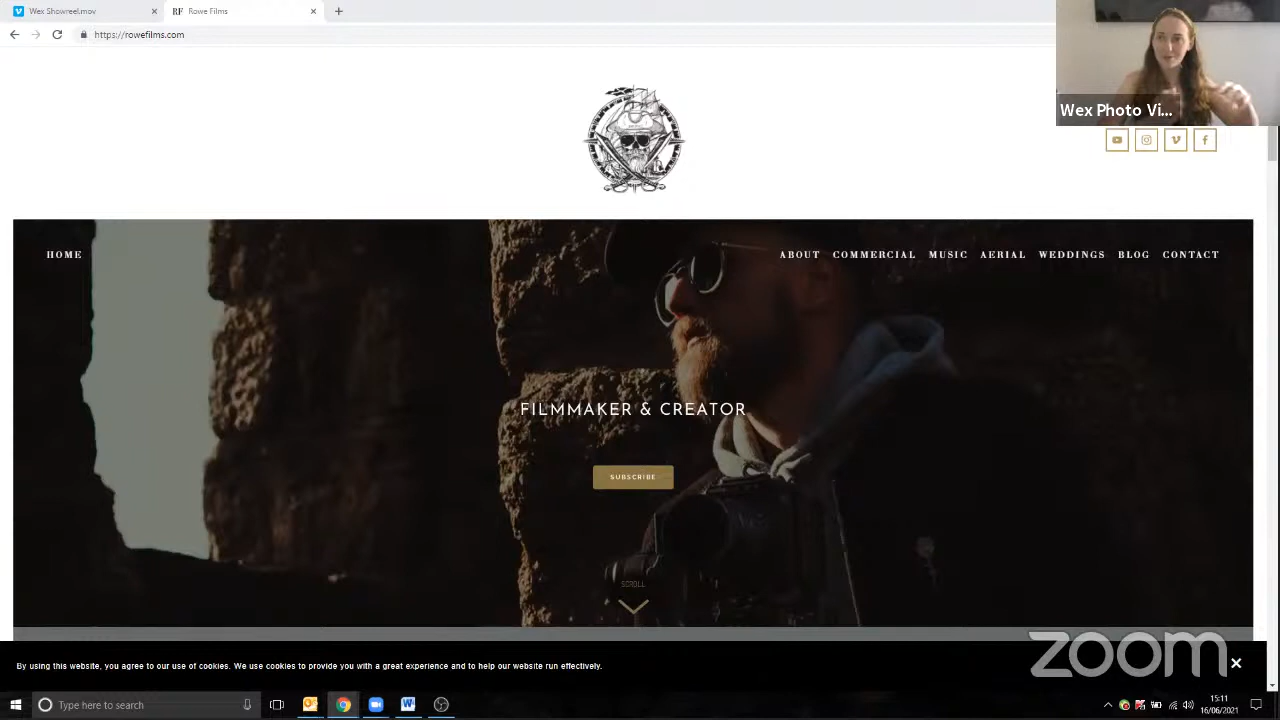 Wex Showreel.mov
RF Rowe Films
https://rowefilms.com
Wex Photo Vi...
HOME
ABOUT COMMERCIAL MUSIC AERIAL WEDDINGS BLOG CONTACT
FILMMAKER & CREATOR
SUBSCRIBE
SCROLL
By using this website, you agree to our use of cookies. We use cookies to provide you with a great experience and to help our website run effectively.
zoom
Type here to search
15:11
16/06/2021